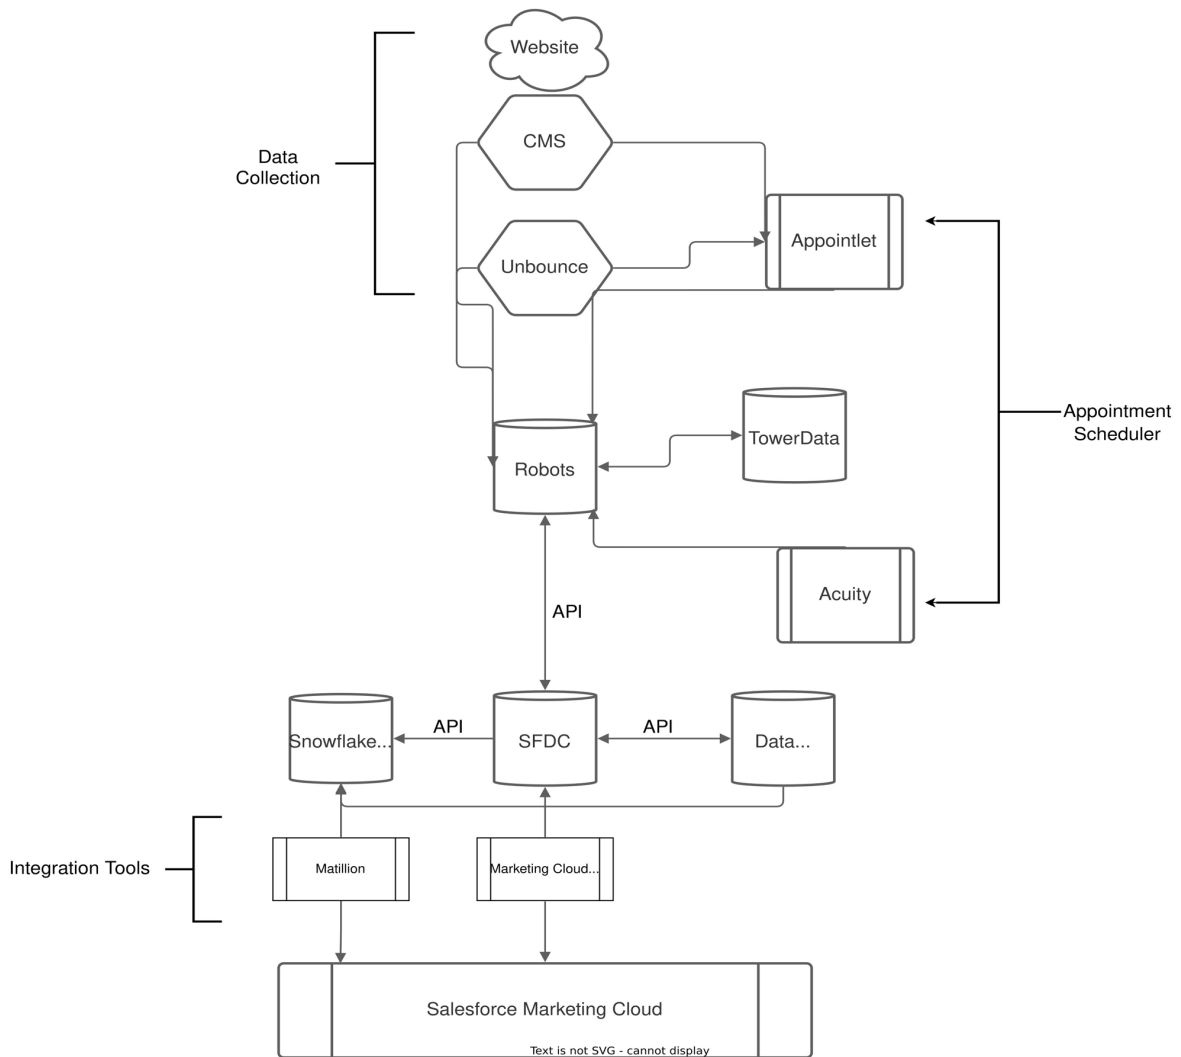 Website
CMS
Data
Collection
Appointlet
Unbounce
Appointment
Scheduler
TowerData
Robots
Acuity
API
API
API
Snowflake...
SFDC
Data...
Integration Tools
Matillion
Marketing Cloud...
Salesforce Marketing Cloud
Text is not SVG - cannot display